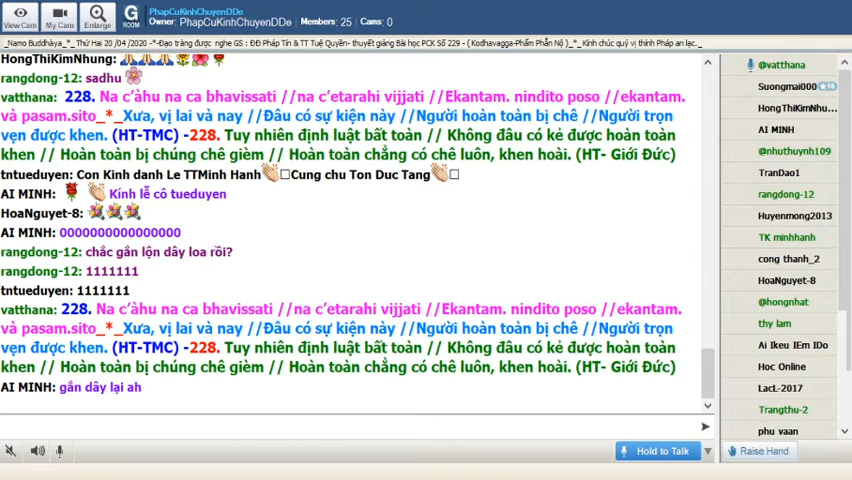 View Cam
My Cam
Enlarge
G
ROOM
PhapCuKinhChuyenDDe
Owner: PhapCuKinhChuyenDDe Members: 25 Cams: 0
_Namo Buddhàya_*_ Thứ Hai 20 /04 /2020 -*-Đạo tràng được nghe GS : ĐĐ Pháp Tín & TT Tuệ Quyền- thuyết giảng Bài học PCK Số 229 - ( Kodhavagga-Phẩm Phẫn Nộ )_*_ Kính chúc quý vị thính Pháp an lạc._
HongThiKimNhung:
rangdong-12: sadhu
vatthana: 228. Na c’àhu na ca bhavissati //na c’etarahi vijjati //Ekantam. nindito poso //ekantam.
và pasam.sito_*_Xưa, vị lai và nay //Đâu có sự kiện này //Người hoàn toàn bị chê //Người trọn
vẹn được khen. (HT-TMC) -228. Tuy nhiên định luật bất toàn // Không đâu có kẻ được hoàn toàn
khen // Hoàn toàn bị chúng chê gièm // Hoàn toàn chẳng có chê luôn, khen hoài. (HT- Giới Đức)
tntueduyen: Con Kinh danh Le TTMinh Hanh Cung chu Ton Duc Tang
AI MINH: Kính lễ cô tueduyen
HoaNguyet-8:
AI MINH: 0000000000000000
rangdong-12: chắc gắn lộn dây loa rồi?
rangdong-12: 1111111
tntueduyen: 1111111
vatthana: 228. Na c’àhu na ca bhavissati //na c’etarahi vijjati //Ekantam. nindito poso //ekantam.
và pasam.sito_*_Xưa, vị lai và nay //Đâu có sự kiện này //Người hoàn toàn bị chê //Người trọn
vẹn được khen. (HT-TMC) -228. Tuy nhiên định luật bất toàn // Không đâu có kẻ được hoàn toàn
khen // Hoàn toàn bị chúng chê gièm // Hoàn toàn chẳng có chê luôn, khen hoài. (HT- Giới Đức)
AI MINH: gắn dây lại ah
Hold to Talk
@vatthana
Suongmai000
HongThiKimNhu...
AI MINH
@nhuthuynh109
TranDao1
rangdong-12
Huyenmong2013
TK minhhanh
cong thanh_2
HoaNguyet-8
@hongnhat
thy lam
Ai Ikeu IEm IDo
Hoc Online
LacL-2017
Trangthu-2
phu vaan
Raise Hand